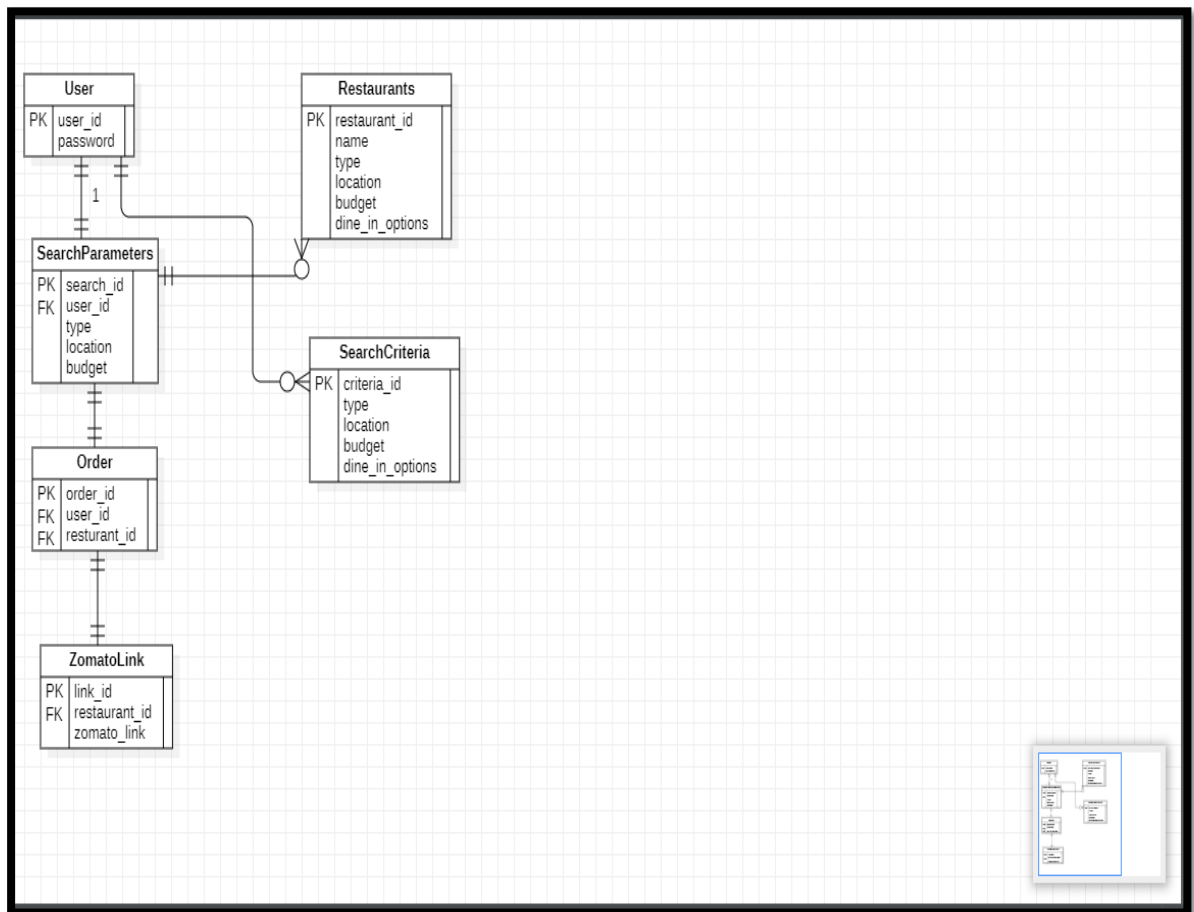 User
PK user_id
password
1
Restaurants
PK restaurant_id
name
type
location
budget
dine_in_options
SearchParameters
PK search_id
FK user_id
type
location
budget
SearchCriteria
PK criteria_id
type
location
budget
dine_in_options
Order
PK order_id
FK user_id
FK resturant_id
ZomatoLink
PK link_id
FK restaurant_id
zomato_link